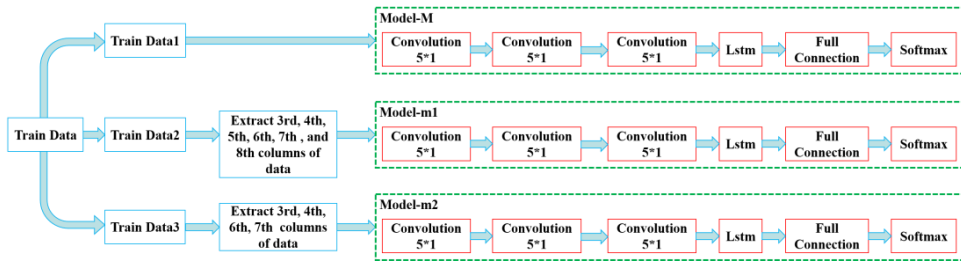 Model-M
Train Data1
Convolution
5*1
Convolution
5*1
Convolution
5*1
Lstm
Full
Connection
Softmax
Train Data
Train Data2
Extract 3rd, 4th,
5th, 6th, 7th , and
8th columns of
data
Model-m1
Convolution
5*1
Convolution
5*1
Convolution
5*1
Lstm
Full
Connection
Softmax
Train Data3
Extract 3rd, 4th,
6th, 7th columns
of data
Model-m2
Convolution
5*1
Convolution
5*1
Convolution
5*1
Lstm
Full
Connection
Softmax